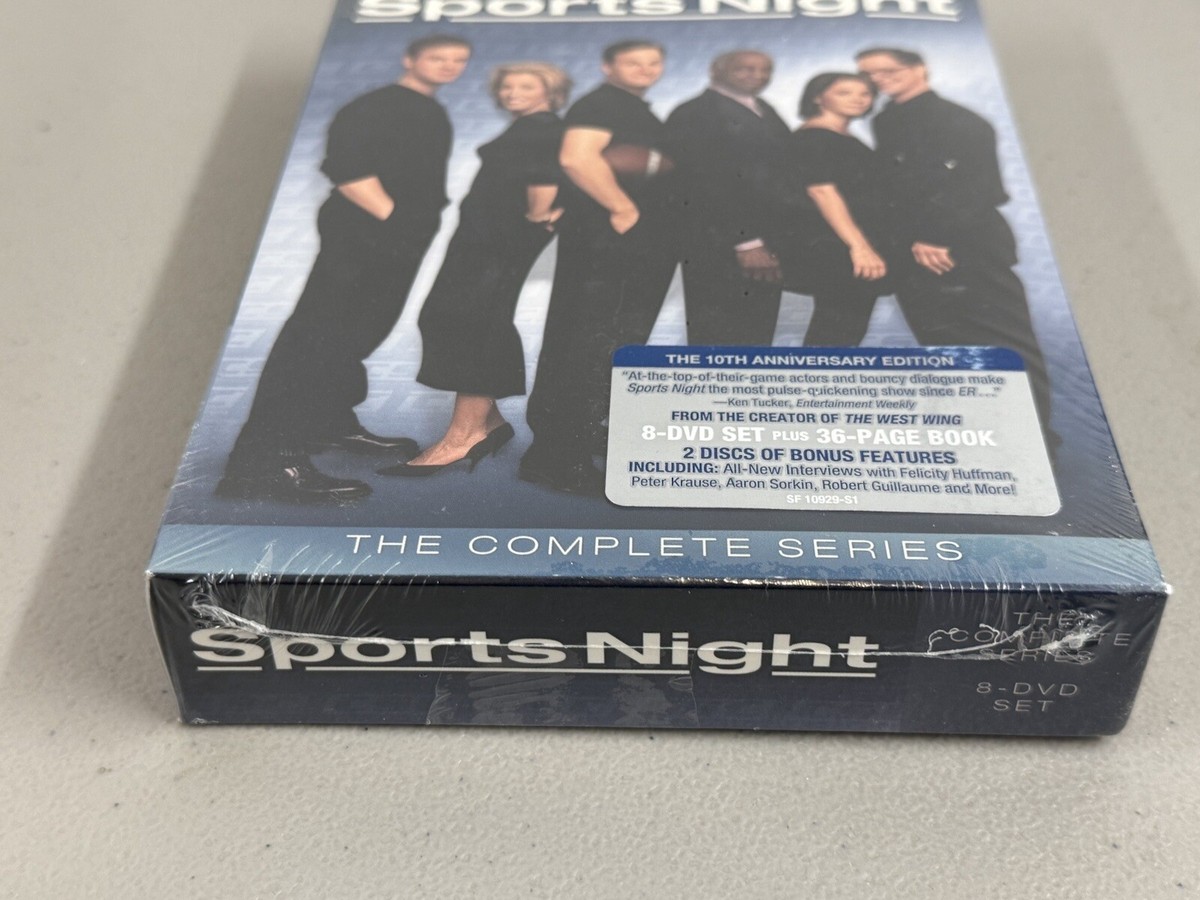 Sports Night
THE 10TH ANNIVERSARY EDITION
"At-the-top-of-their-game actors and bouncy dialogue make
Sports Night the most pulse-quickening show since ER..."
—Ken Tucker, Entertainment Weekly
FROM THE CREATOR OF THE WEST WING
8-DVD SET PLUS 36-PAGE BOOK
2 DISCS OF BONUS FEATURES
INCLUDING: All-New Interviews with Felicity Huffman,
Peter Krause, Aaron Sorkin, Robert Guillaume and More!
SF 10929-S1
THE COMPLETE SERIES
Sports Night
THE
COMPLETE
SERIES
8-DVD
SET